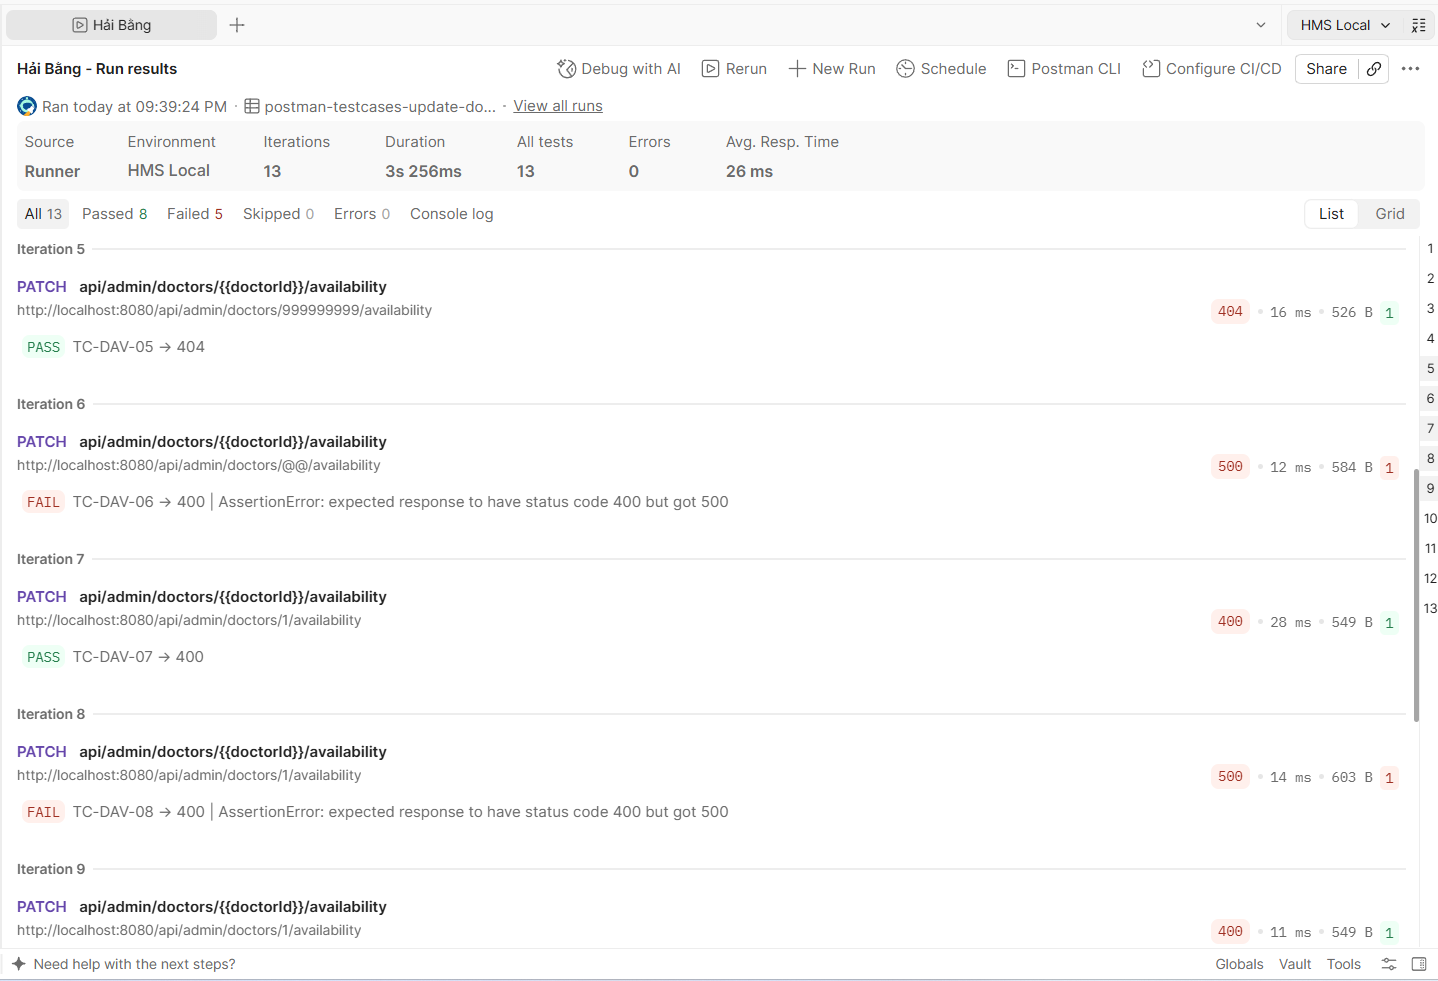 Hải Bằng
HMS Local
Hải Bằng - Run results
Debug with AI
Rerun
New Run
Schedule
Postman CLI
Configure CI/CD
Share
Ran today at 09:39:24 PM · postman-testcases-update-do... · View all runs
Source Environment Iterations Duration All tests Errors Avg. Resp. Time
Runner HMS Local 13 3s 256ms 13 0 26 ms
All 13 Passed 8 Failed 5 Skipped 0 Errors 0 Console log
List Grid
Iteration 5
PATCH api/admin/doctors/{{doctorId}}/availability
http://localhost:8080/api/admin/doctors/999999999/availability
404 • 16 ms • 526 B 1
PASS TC-DAV-05 → 404
Iteration 6
PATCH api/admin/doctors/{{doctorId}}/availability
http://localhost:8080/api/admin/doctors/@@/availability
500 • 12 ms • 584 B 1
FAIL TC-DAV-06 → 400 | AssertionError: expected response to have status code 400 but got 500
Iteration 7
PATCH api/admin/doctors/{{doctorId}}/availability
http://localhost:8080/api/admin/doctors/1/availability
400 • 28 ms • 549 B 1
PASS TC-DAV-07 → 400
Iteration 8
PATCH api/admin/doctors/{{doctorId}}/availability
http://localhost:8080/api/admin/doctors/1/availability
500 • 14 ms • 603 B 1
FAIL TC-DAV-08 → 400 | AssertionError: expected response to have status code 400 but got 500
Iteration 9
PATCH api/admin/doctors/{{doctorId}}/availability
http://localhost:8080/api/admin/doctors/1/availability
400 • 11 ms • 549 B 1
1
2
3
4
5
6
7
8
9
10
11
12
13
Need help with the next steps?
Globals Vault Tools